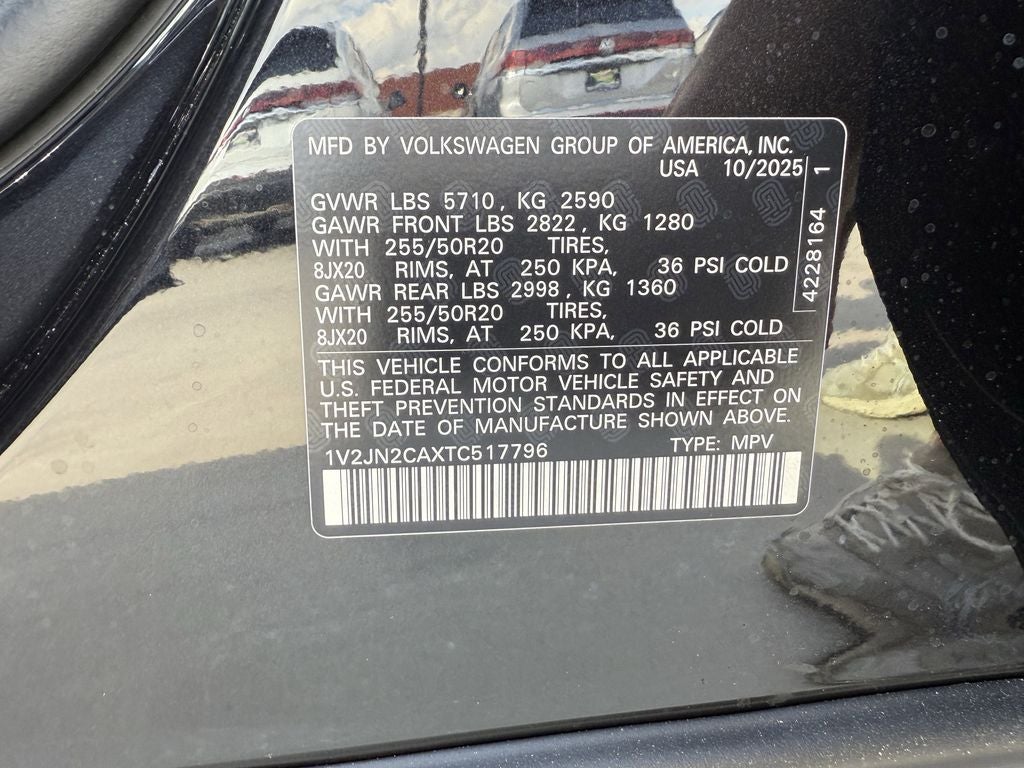 MFD BY VOLKSWAGEN GROUP OF AMERICA, INC.
USA 10/2025
GVWR LBS 5710, KG 2590
GAWR FRONT LBS 2822, KG 1280
WITH 255/50R20 TIRES,
8JX20 RIMS, AT 250 KPA, 36 PSI COLD
GAWR REAR LBS 2998, KG 1360
WITH 255/50R20 TIRES,
8JX20 RIMS, AT 250 KPA, 36 PSI COLD
4228164 1
THIS VEHICLE CONFORMS TO ALL APPLICABLE
U.S. FEDERAL MOTOR VEHICLE SAFETY AND
THEFT PREVENTION STANDARDS IN EFFECT ON
THE DATE OF MANUFACTURE SHOWN ABOVE.
1V2JN2CAXTC517796 TYPE: MPV